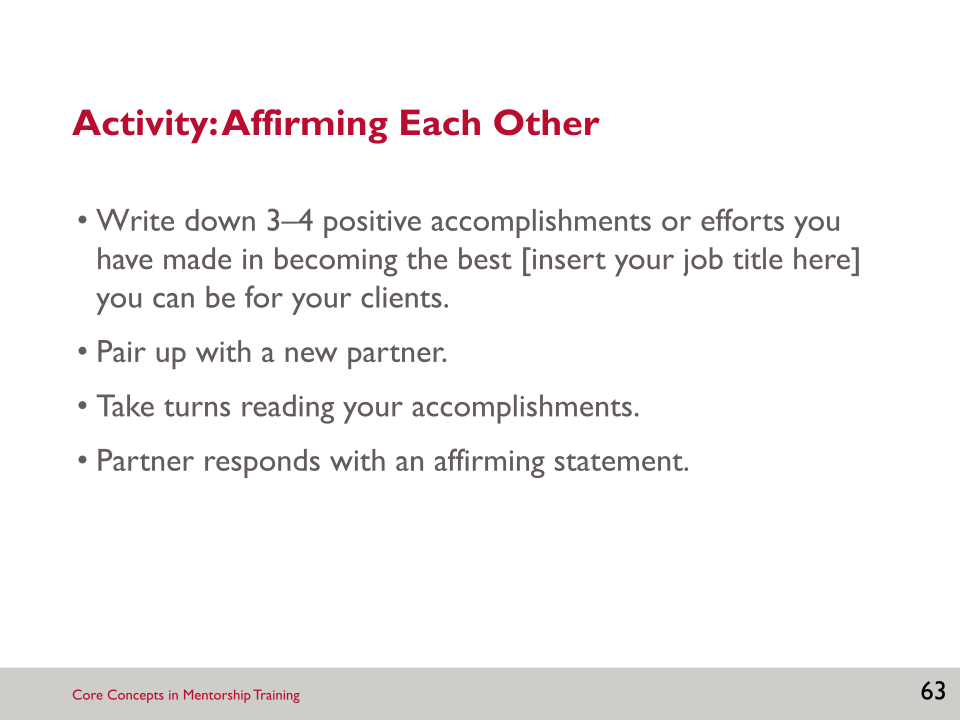 Activity: Affirming Each Other
• Write down 3–4 positive accomplishments or efforts you
have made in becoming the best [insert your job title here]
you can be for your clients.
• Pair up with a new partner.
• Take turns reading your accomplishments.
• Partner responds with an affirming statement.
Core Concepts in Mentorship Training
63